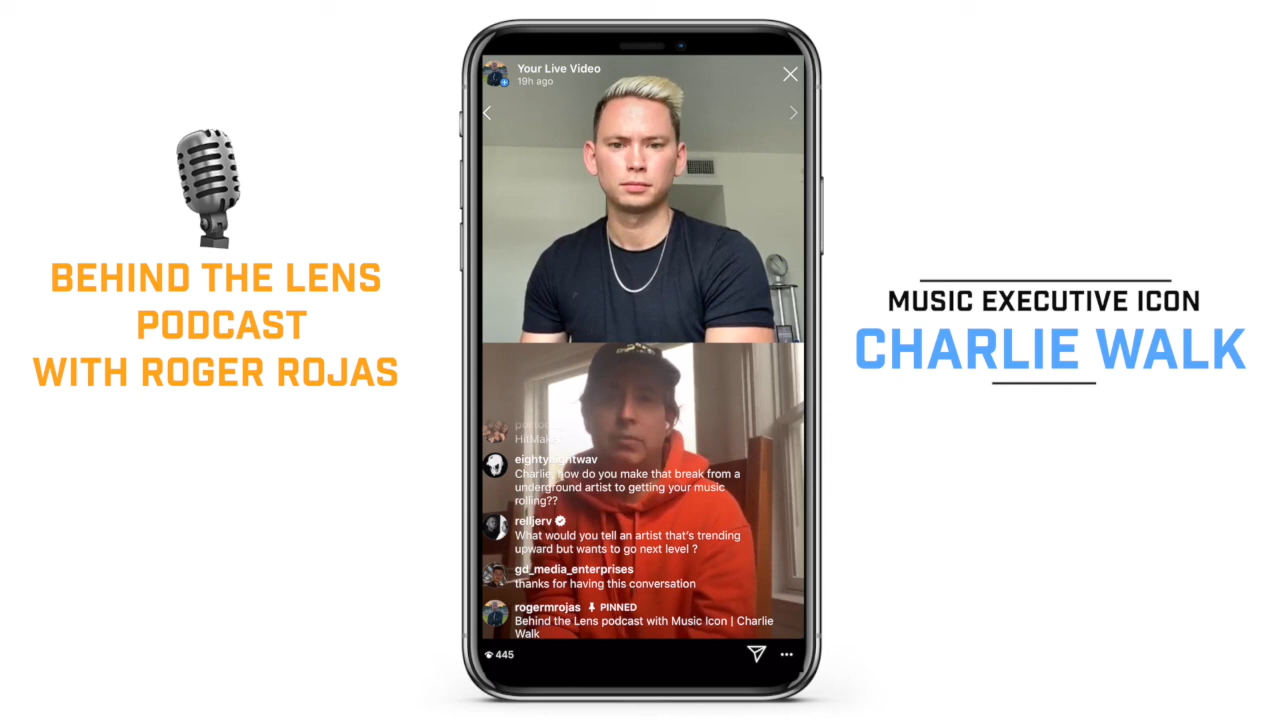 BEHIND THE LENS
PODCAST
WITH ROGER ROJAS
Your Live Video
19h ago
eightyeightwav
Charlie, how do you make that break from a
underground artist to getting your music
rolling??
relljerv
What would you tell an artist that's trending
upward but wants to go next level ?
gd_media_enterprises
thanks for having this conversation
rogermrojas PINNED
Behind the Lens podcast with Music Icon | Charlie
Walk
445
MUSIC EXECUTIVE ICON
CHARLIE WALK